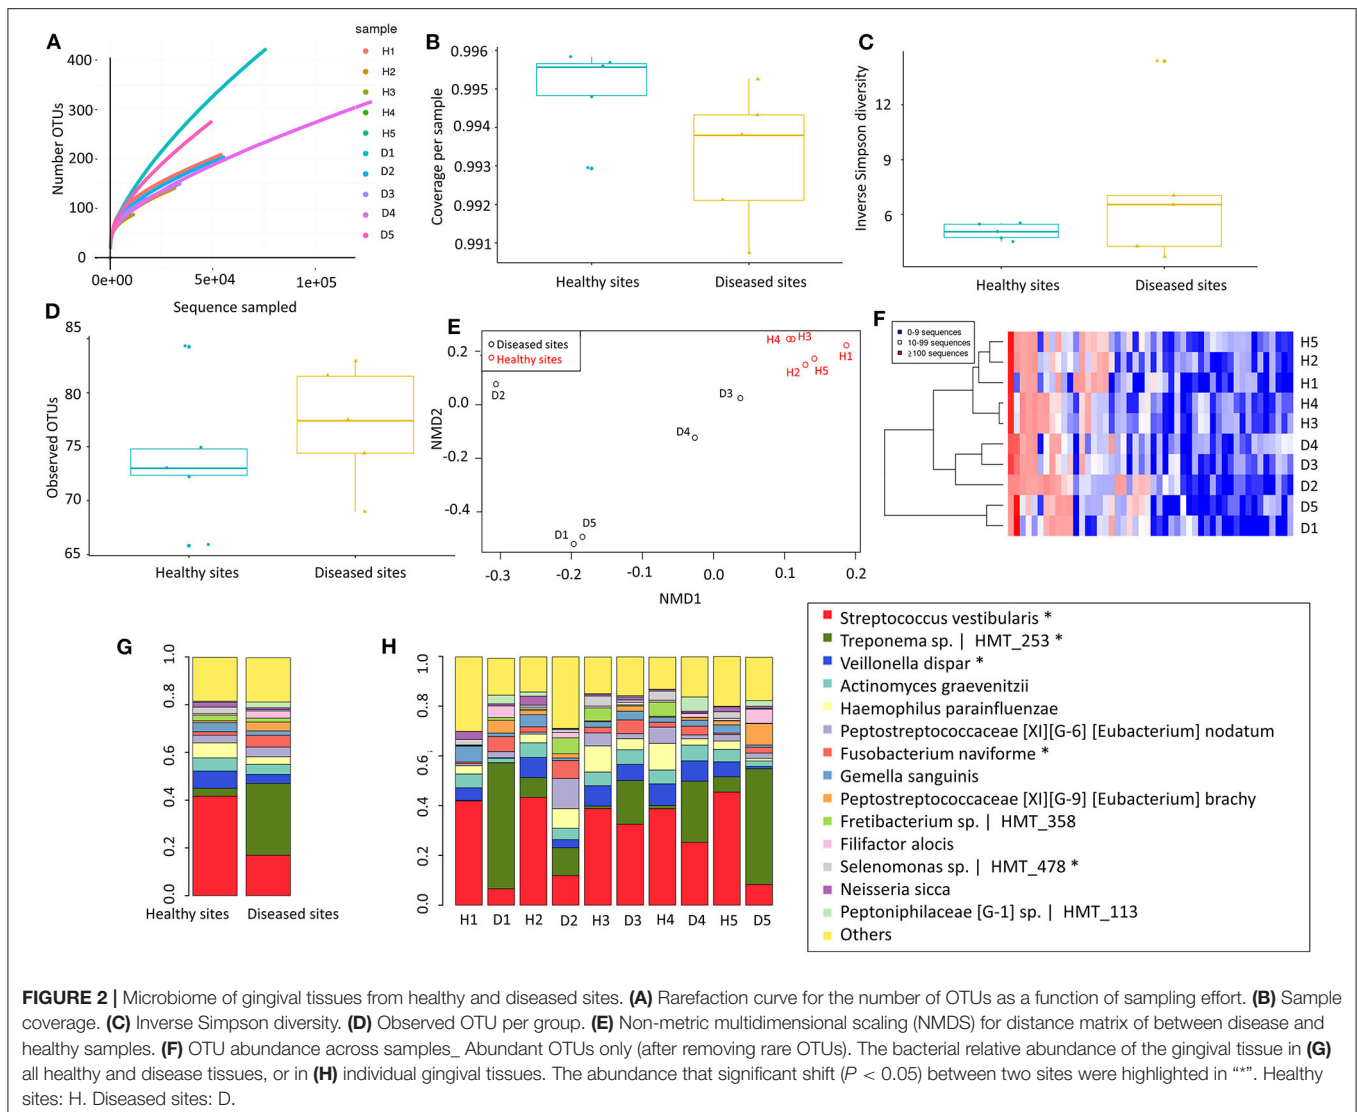 A
sample
H1
H2
H3
H4
H5
D1
D2
D3
D4
D5
Number OTUs
400
300
200
100
0
0e+00
5e+04
1e+05
Sequence sampled
B
Coverage per sample
0.996
0.995
0.994
0.993
0.992
0.991
Healthy sites
Diseased sites
C
Inverse Simpson diversity
12
9
6
Healthy sites
Diseased sites
D
Observed OTUs
85
80
75
70
65
Healthy sites
Diseased sites
E
Diseased sites
Healthy sites
NMD2
0.2
0.0
-0.2
-0.4
D2
H4
H3
H1
H2
H5
D3
D4
D5
D1
-0.3
-0.2
-0.1
0.0
0.1
0.2
NMD1
F
0-9 sequences
10-99 sequences
≥100 sequences
H5
H2
H1
H4
H3
D4
D3
D2
D5
D1
G
1.0
0.8
0.6
0.4
0.2
0.0
Healthy sites
Diseased sites
H
1.0
0.8
0.6
0.4
0.2
0.0
H1
D1
H2
D2
H3
D3
H4
D4
H5
D5
Streptococcus vestibularis *
Treponema sp. | HMT_253 *
Veillonella dispar *
Actinomyces graevenitzii
Haemophilus parainfluenzae
Peptostreptococcaceae [XI][G-6] [Eubacterium] nodatum
Fusobacterium naviforme *
Gemella sanguinis
Peptostreptococcaceae [XI][G-9] [Eubacterium] brachy
Fretibacterium sp. | HMT_358
Filifactor alocis
Selenomonas sp. | HMT_478 *
Neisseria sicca
Peptoniphilaceae [G-1] sp. | HMT_113
Others
FIGURE 2 | Microbiome of gingival tissues from healthy and diseased sites. (A) Rarefaction curve for the number of OTUs as a function of sampling effort. (B) Sample
coverage. (C) Inverse Simpson diversity. (D) Observed OTU per group. (E) Non-metric multidimensional scaling (NMDS) for distance matrix of between disease and
healthy samples. (F) OTU abundance across samples_ Abundant OTUs only (after removing rare OTUs). The bacterial relative abundance of the gingival tissue in (G)
all healthy and disease tissues, or in (H) individual gingival tissues. The abundance that significant shift (P < 0.05) between two sites were highlighted in “*”. Healthy
sites: H. Diseased sites: D.